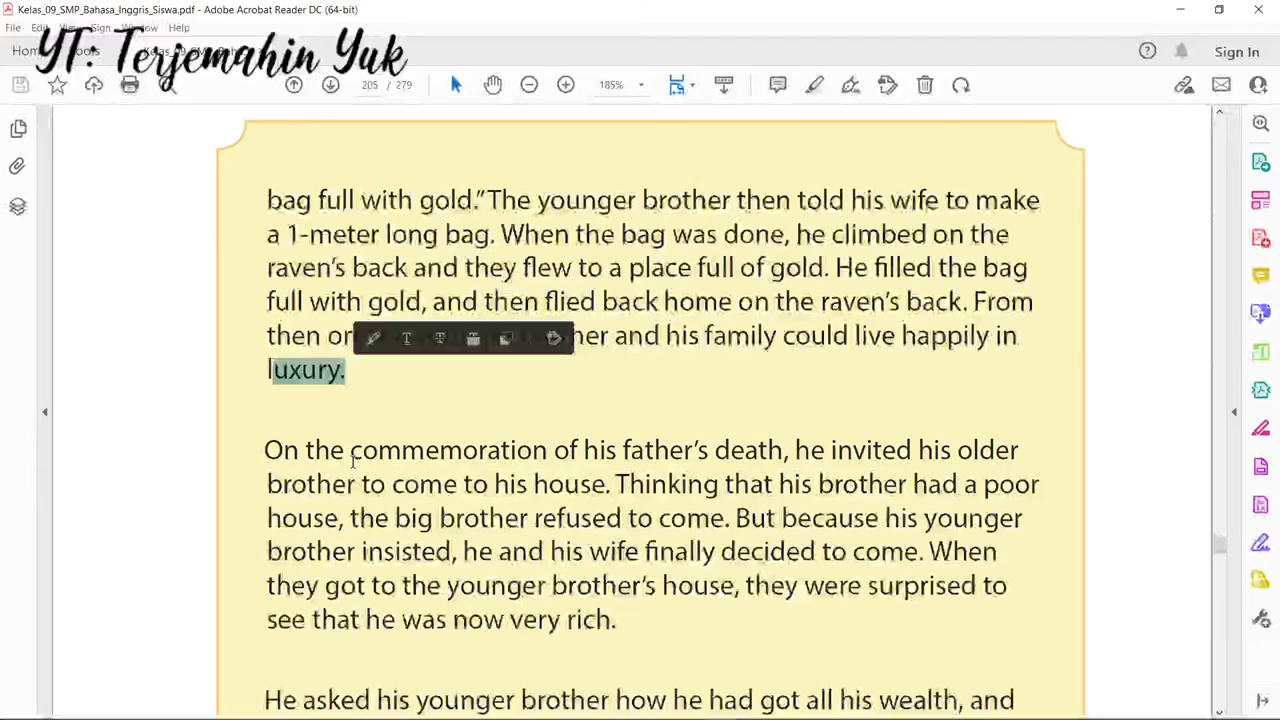 Kelas_09_SMP_Bahasa_Inggris_Siswa.pdf - Adobe Acrobat Reader DC (64-bit)
File Edit View Sign Window Help
YT: Terjemahin Yuk
Sign In
205 / 279
185%
bag full with gold." The younger brother then told his wife to make
a 1-meter long bag. When the bag was done, he climbed on the
raven's back and they flew to a place full of gold. He filled the bag
full with gold, and then flied back home on the raven's back. From
then on and his family could live happily in
luxury.
On the commemoration of his father's death, he invited his older
brother to come to his house. Thinking that his brother had a poor
house, the big brother refused to come. But because his younger
brother insisted, he and his wife finally decided to come. When
they got to the younger brother's house, they were surprised to
see that he was now very rich.
He asked his younger brother how he had got all his wealth, and